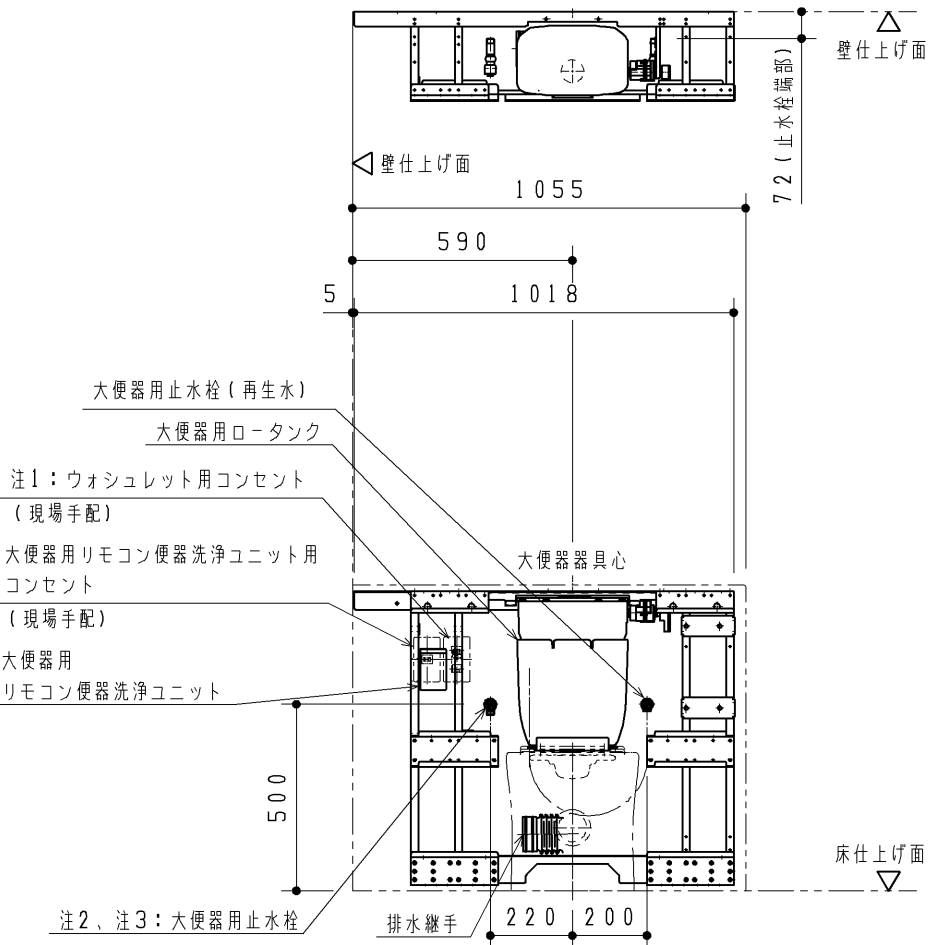 壁仕上げ面
72(止水栓端部)
壁仕上げ面
1055
590
5
1018
大便器用止水栓(再生水)
大便器用ロータンク
注1:ウォシュレット用コンセント
(現場手配)
大便器器具心
大便器用リモコン便器洗浄ユニット用
コンセント
(現場手配)
大便器用
リモコン便器洗浄ユニット
500
床仕上げ面
注2、注3:大便器用止水栓
排水継手
220
200